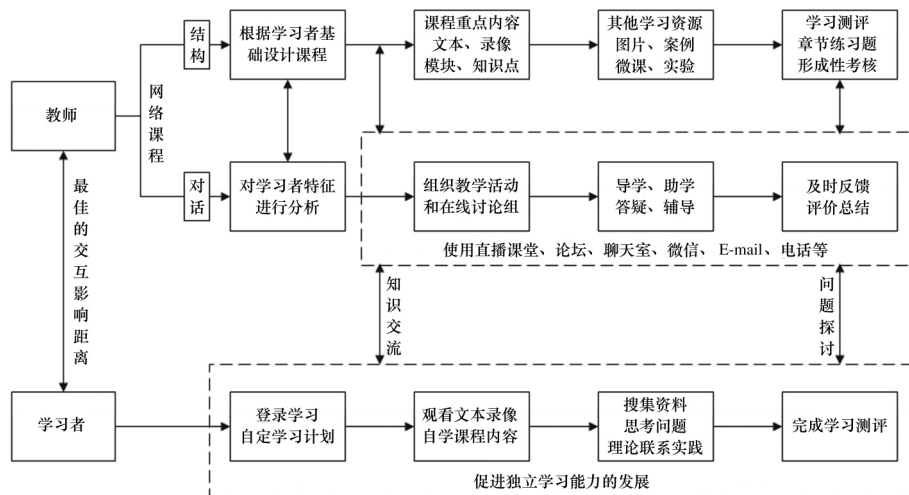 结构
根据学习者基
础设计课程
课程重点内容
文本、录像
模块、知识点
其他学习资源
图片、案例
微课、实验
学习测评
章节练习题
形成性考核
教师
网络课程
对话
对学习者特征
进行分析
组织教学活动
和在线讨论组
导学、助学
答疑、辅导
及时反馈
评价总结
使用直播课堂、论坛、聊天室、微信、E-mail、电话等
最佳的交互影响距离
知识交流
问题探讨
学习者
登录学习
自定学习计划
观看文本录像
自学课程内容
搜集资料
思考问题
理论联系实践
完成学习测评
促进独立学习能力的发展